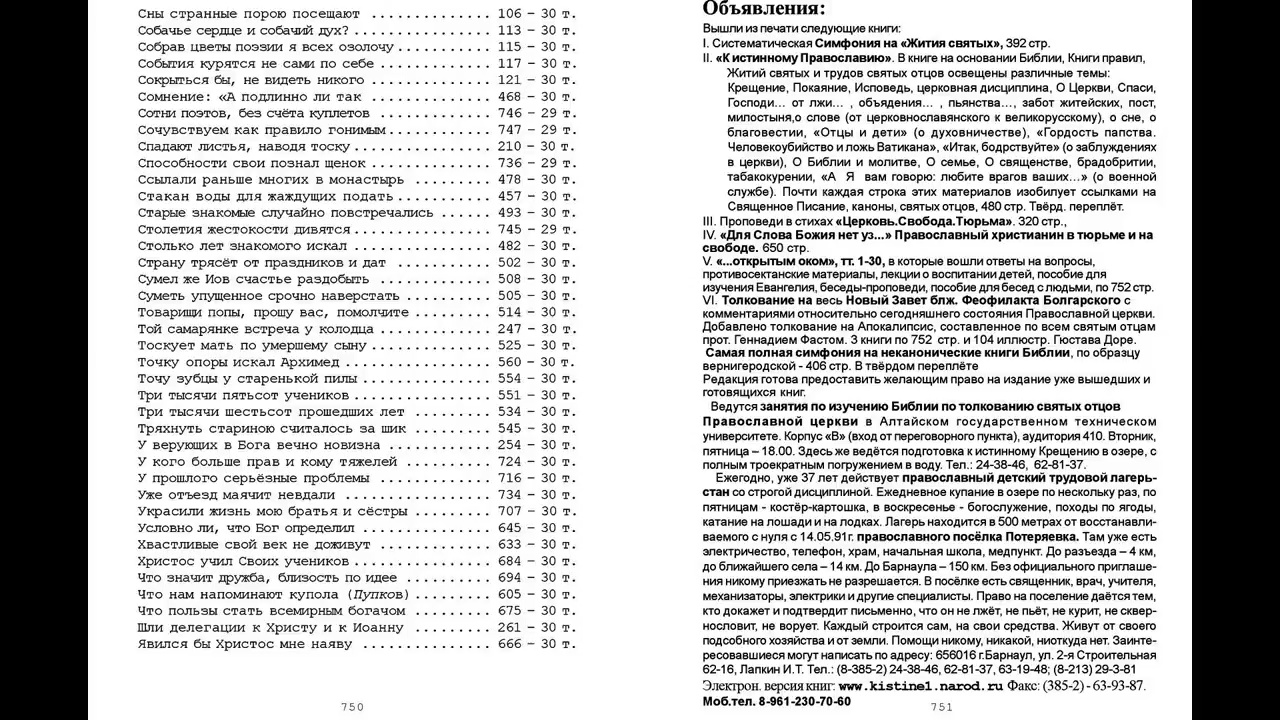 Сны странные порою посещают ............... 106 – 30 т.
Собачье сердце и собачий дух? ................. 113 – 30 т.
Собрав цветы поэзии я всех озолочу ............ 115 – 30 т.
События курятся не сами по себе ............... 117 – 30 т.
Сокрыться бы, не видеть никого ................ 121 – 30 т.
Сомнение: «А подлинно ли так ............... 468 – 30 т.
Сотни поэтов, без счёта куплетов ............... 746 – 29 т.
Сочувствуем как правило гонимым ............. 747 – 29 т.
Спадают листья, наводя тоску .................. 210 – 30 т.
Способности свои познал щенок ................ 736 – 29 т.
Ссылали раньше многих в монастырь ........... 478 – 30 т.
Стакан воды для жаждущих подать ............. 457 – 30 т.
Старые знакомые случайно повстречались ...... 493 – 30 т.
Столетия жестокости дивятся .................. 745 – 29 т.
Столько лет знакомого искал .................. 482 – 30 т.
Страну трясёт от праздников и дат ............. 502 – 30 т.
Сумел же Иов счастье раздобыть ............... 508 – 30 т.
Суметь упущенное срочно наверстать ........... 505 – 30 т.
Товарищи попы, прошу вас, помолчите .......... 514 – 30 т.
Той самарянке встреча у колодца ............... 247 – 30 т.
Тоскует мать по умершему сыну ................ 525 – 30 т.
Точку опоры искал Архимед .................... 560 – 30 т.
Точу зубцы у старенькой пилы ................. 554 – 30 т.
Три тысячи пятьсот учеников .................. 551 – 30 т.
Три тысячи шестьсот прошедших лет .......... 534 – 30 т.
Тряхнуть стариною считалось за шик ........... 545 – 30 т.
У верующих в Бога вечно новизна .............. 254 – 30 т.
У кого больше прав и кому тяжелей ............ 724 – 30 т.
У прошлого серьёзные проблемы ................ 716 – 30 т.
Уже отъезд маячит невдали ................... 734 – 30 т.
Украсили жизнь мою братья и сёстры .......... 707 – 30 т.
Условно ли, что Бог определил ................. 645 – 30 т.
Хвастливые свой век не доживут ............... 633 – 30 т.
Христос учил Своих учеников .................. 684 – 30 т.
Что значит дружба, близость по идее ............ 694 – 30 т.
Что нам напоминают купола (Пупков) .......... 605 – 30 т.
Что пользы стать всемирным богачом ........... 675 – 30 т.
Шли делегации к Христу и к Иоанну .......... 261 – 30 т.
Явился бы Христос мне наяву .................. 666 – 30 т.
750
Объявления:
Вышли из печати следующие книги:
I. Систематическая Симфония на «Жития святых», 392 стр.
II. «К истинному Православию». В книге на основании Библии, Книги правил,
Житий святых и трудов святых отцов освещены различные темы:
Крещение, Покаяние, Исповедь, церковная дисциплина, О Церкви, Спаси,
Господи... от лжи... , объядения... , пьянства..., забот житейских, пост,
милостыня,о слове (от церковнославянского к великорусскому), о сне, о
благовестии, «Отцы и дети» (о духовничестве), «Гордость папства.
Человекоубийство и ложь Ватикана», «Итак, бодрствуйте» (о заблуждениях
в церкви), О Библии и молитве, О семье, О священстве, брадобритии,
табакокурении, «А Я вам говорю: любите врагов ваших...» (о военной
службе). Почти каждая строка этих материалов изобилует ссылками на
Священное Писание, каноны, святых отцов, 480 стр. Твёрд. переплёт.
III. Проповеди в стихах «Церковь.Свобода.Тюрьма». 320 стр.,
IV. «Для Слова Божия нет уз...» Православный христианин в тюрьме и на
свободе. 650 стр.
V. «...открытым оком», тт. 1-30, в которые вошли ответы на вопросы,
противосектанские материалы, лекции о воспитании детей, пособие для
изучения Евангелия, беседы-проповеди, пособие для бесед с людьми, по 752 стр.
VI. Толкование на весь Новый Завет блж. Феофилакта Болгарского с
комментариями относительно сегодняшнего состояния Православной церкви.
Добавлено толкование на Апокалипсис, составленное по всем святым отцам
прот. Геннадием Фастом. 3 книги по 752 стр. и 104 иллюстр. Гюстава Доре.
Самая полная симфония на неканонические книги Библии, по образцу
вернигеродской - 406 стр. В твёрдом переплёте
Редакция готова предоставить желающим право на издание уже вышедших и
готовящихся книг.
Ведутся занятия по изучению Библии по толкованию святых отцов
Православной церкви в Алтайском государственном техническом
университете. Корпус «В» (вход от переговорного пункта), аудитория 410. Вторник,
пятница – 18.00. Здесь же ведётся подготовка к истинному Крещению в озере, с
полным троекратным погружением в воду. Тел.: 24-38-46, 62-81-37.
Ежегодно, уже 37 лет действует православный детский трудовой лагерь-
стан со строгой дисциплиной. Ежедневное купание в озере по нескольку раз, по
пятницам - костёр-картошка, в воскресенье - богослужение, походы по ягоды,
катание на лошади и на лодках. Лагерь находится в 500 метрах от восстанавли-
ваемого с нуля с 14.05.91г. православного посёлка Потеряевка. Там уже есть
электричество, телефон, храм, начальная школа, медпункт. До разъезда – 4 км,
до ближайшего села – 14 км. До Барнаула – 150 км. Без официального приглаше-
ния никому приезжать не разрешается. В посёлке есть священник, врач, учителя,
механизаторы, электрики и другие специалисты. Право на поселение даётся тем,
кто докажет и подтвердит письменно, что он не лжёт, не пьёт, не курит, не сквер-
нословит, не ворует. Каждый строится сам, на свои средства. Живут от своего
подсобного хозяйства и от земли. Помощи никому, никакой, ниоткуда нет. Заинте-
ресовавшиеся могут написать по адресу: 656016 г.Барнаул, ул. 2-я Строительная
62-16, Лапкин И.Т. Тел.: (8-385-2) 24-38-46, 62-81-37, 63-19-48; (8-213) 29-3-81
Электрон. версия книг: www.kistine1.narod.ru Факс: (385-2) - 63-93-87.
Моб.тел. 8-961-230-70-60
751